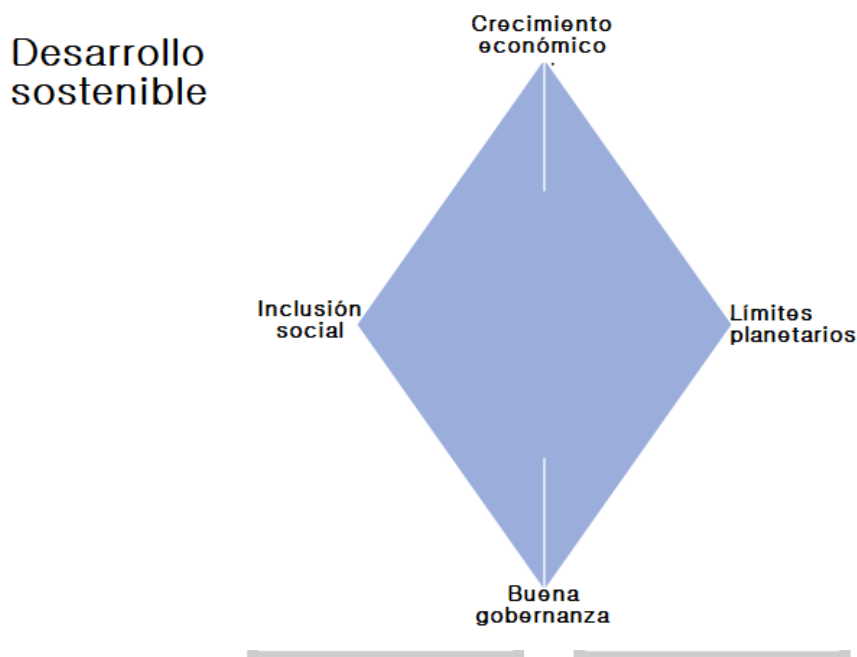 Desarrollo
sostenible
Crecimiento
económico
Inclusión
social
Límites
planetarios
Buena
gobernanza